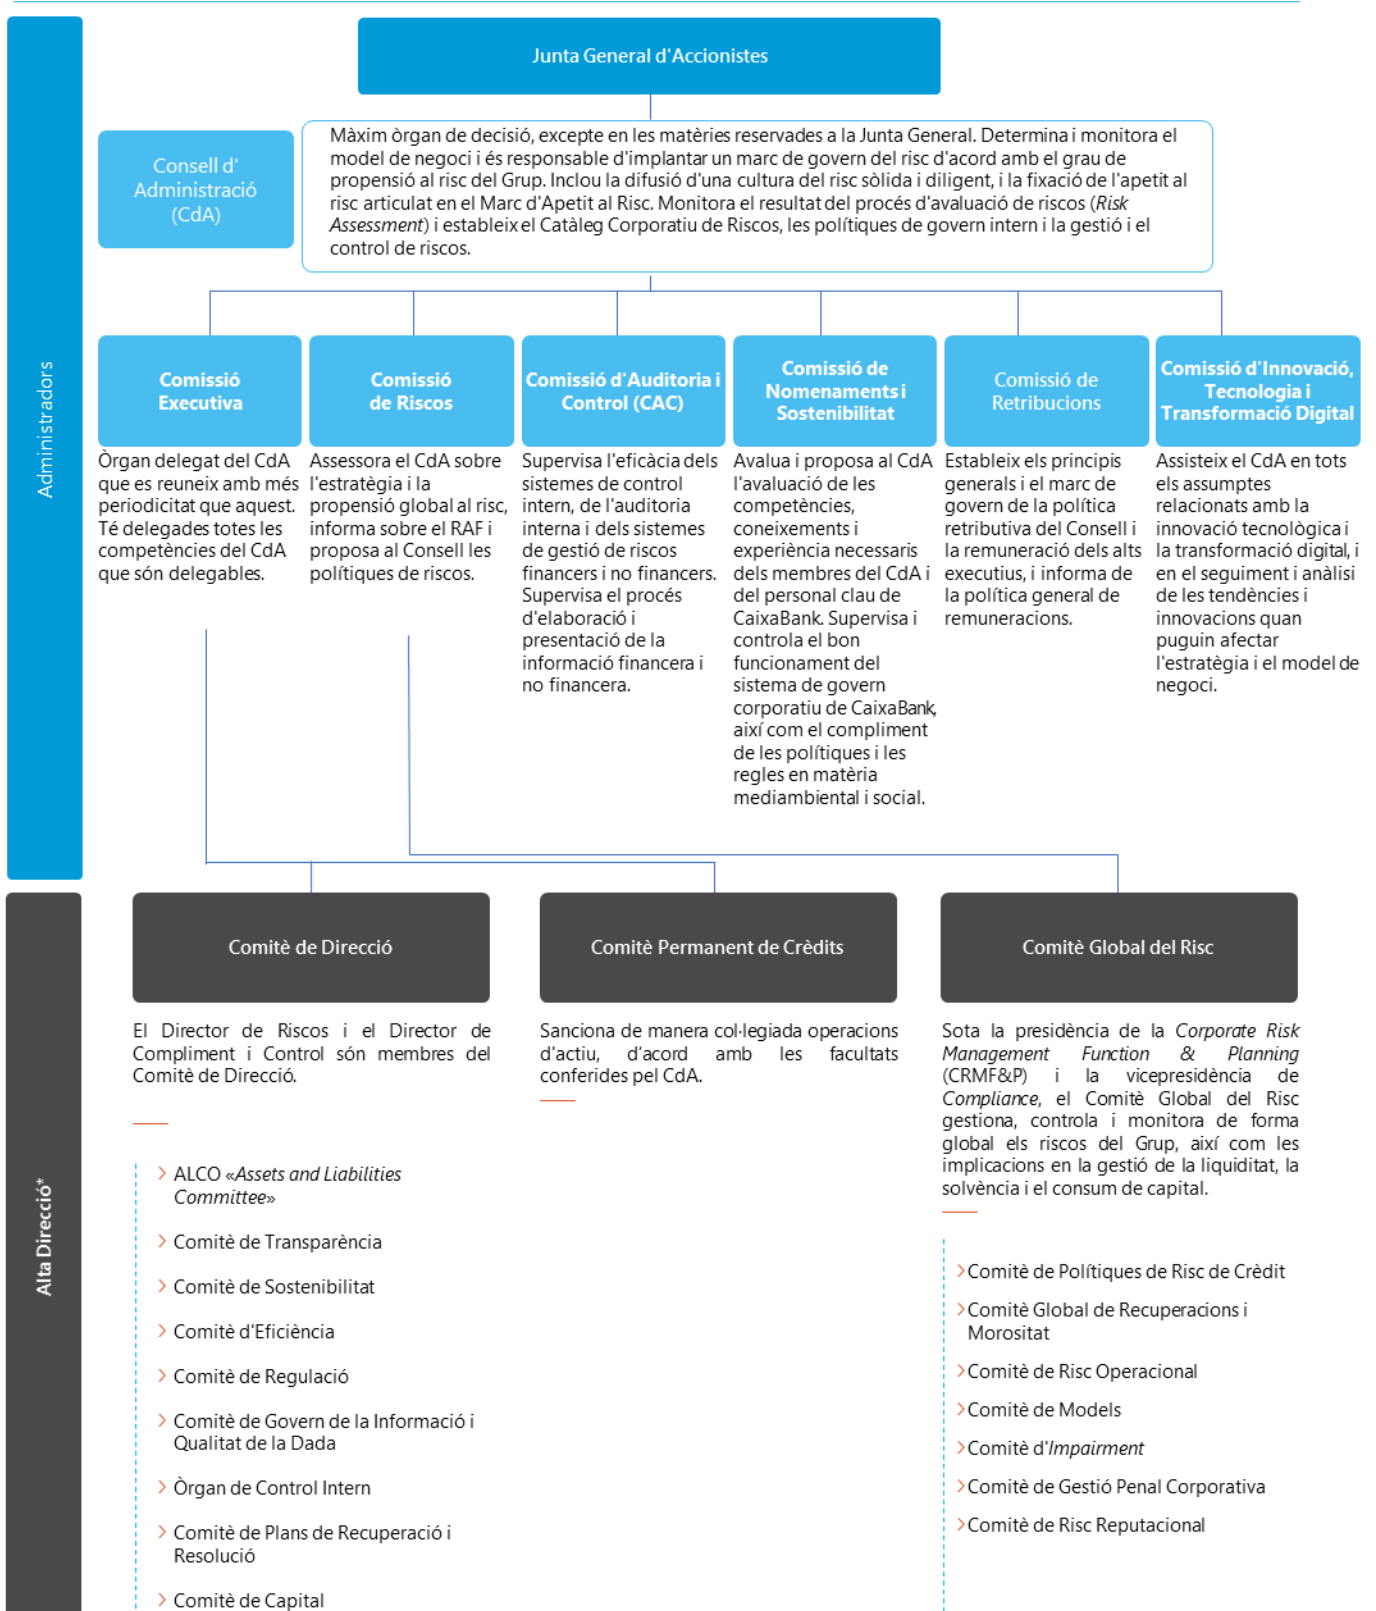 Junta General d'Accionistes
Consell d'
Administració
(CdA)
Màxim òrgan de decisió, excepte en les matèries reservades a la Junta General. Determina i monitora el
model de negoci i és responsable d'implantar un marc de govern del risc d'acord amb el grau de
propensió al risc del Grup. Inclou la difusió d'una cultura del risc sòlida i diligent, i la fixació de l'apetit al
risc articulat en el Marc d'Apetit al Risc. Monitora el resultat del procés d'avaluació de riscos (Risk
Assessment) i estableix el Catàleg Corporatiu de Riscos, les polítiques de govern intern i la gestió i el
control de riscos.
Administradors
Comissió
Executiva
Òrgan delegat del CdA
que es reuneix amb més
periodicitat que aquest.
Té delegades totes les
competències del CdA
que són delegables.
Comissió
de Riscos
Assessora el CdA sobre
l'estratègia i la
propensió global al risc,
informa sobre el RAF i
proposa al Consell les
polítiques de riscos.
Comissió d'Auditoria i
Control (CAC)
Supervisa l'eficàcia dels
sistemes de control
intern, de l'auditoria
interna i dels sistemes
de gestió de riscos
financers i no financers.
Supervisa el procés
d'elaboració i
presentació de la
informació financera i
no financera.
Comissió de
Nomenaments i
Sostenibilitat
Avalua i proposa al CdA
l'avaluació de les
competències,
coneixements i
experiència necessaris
dels membres del CdA i
del personal clau de
CaixaBank. Supervisa i
controla el bon
funcionament del
sistema de govern
corporatiu de CaixaBank,
així com el compliment
de les polítiques i les
regles en matèria
mediambiental i social.
Comissió de
Retribucions
Estableix els principis
generals i el marc de
govern de la política
retributiva del Consell i
la remuneració dels alts
executius, i informa de
la política general de
remuneracions.
Comissió d'Innovació,
Tecnologia i
Transformació Digital
Assisteix el CdA en tots
els assumptes
relacionats amb la
innovació tecnològica i
la transformació digital, i
en el seguiment i anàlisi
de les tendències i
innovacions quan
puguin afectar
l'estratègia i el model de
negoci.
Alta Direcció*
Comitè de Direcció
El Director de Riscos i el Director de
Compliment i Control són membres del
Comitè de Direcció.
> ALCO «Assets and Liabilities
Committee»
> Comitè de Transparència
> Comitè de Sostenibilitat
> Comitè d'Eficiència
> Comitè de Regulació
> Comitè de Govern de la Informació i
Qualitat de la Dada
> Òrgan de Control Intern
> Comitè de Plans de Recuperació i
Resolució
> Comitè de Capital
Comitè Permanent de Crèdits
Sanciona de manera col·legiada operacions
d'actiu, d'acord amb les facultats
conferides pel CdA.
Comitè Global del Risc
Sota la presidència de la Corporate Risk
Management Function & Planning
(CRMF&P) i la vicepresidència de
Compliance, el Comitè Global del Risc
gestiona, controla i monitora de forma
global els riscos del Grup, així com les
implicacions en la gestió de la liquiditat, la
solvència i el consum de capital.
> Comitè de Polítiques de Risc de Crèdit
> Comitè Global de Recuperacions i
Morositat
> Comitè de Risc Operacional
> Comitè de Models
> Comitè d'Impairment
> Comitè de Gestió Penal Corporativa
> Comitè de Risc Reputacional